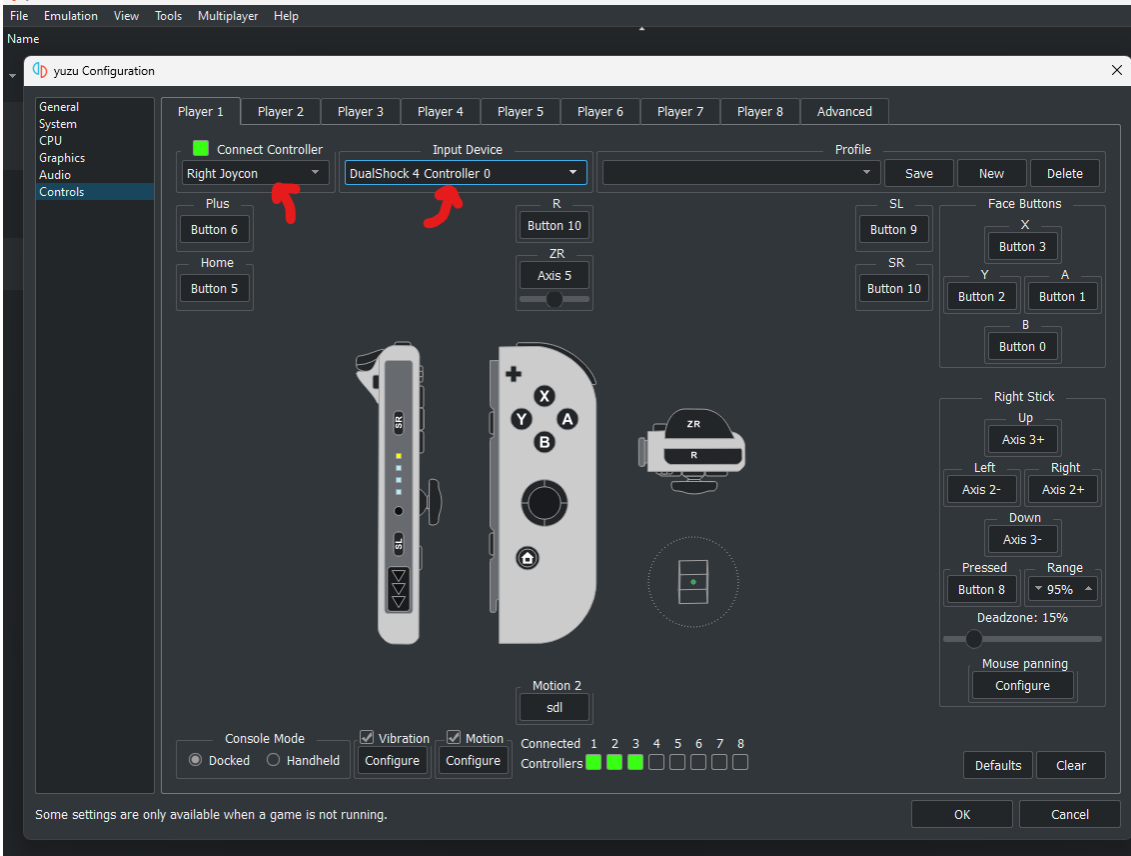 File Emulation View Tools Multiplayer Help
Name
yuzu Configuration
General
System
CPU
Graphics
Audio
Controls
Player 1 Player 2 Player 3 Player 4 Player 5 Player 6 Player 7 Player 8 Advanced
Connect Controller Input Device Profile
Right Joycon DualShock 4 Controller 0 Save New Delete
Plus R SL Face Buttons
Button 6 Button 10 Button 9 X
Button 3
Home ZR SR Y A
Button 5 Axis 5 Button 10 Button 2 Button 1
B
Button 0
X
Y A
B
SR
SL
ZR
R
Right Stick
Up
Axis 3+
Left Right
Axis 2- Axis 2+
Down
Axis 3-
Pressed Range
Button 8 95%
Deadzone: 15%
Mouse panning
Configure
Motion 2
sdl
Console Mode Vibration Motion Connected 1 2 3 4 5 6 7 8
Docked Handheld Configure Configure Controllers Defaults Clear
Some settings are only available when a game is not running. OK Cancel